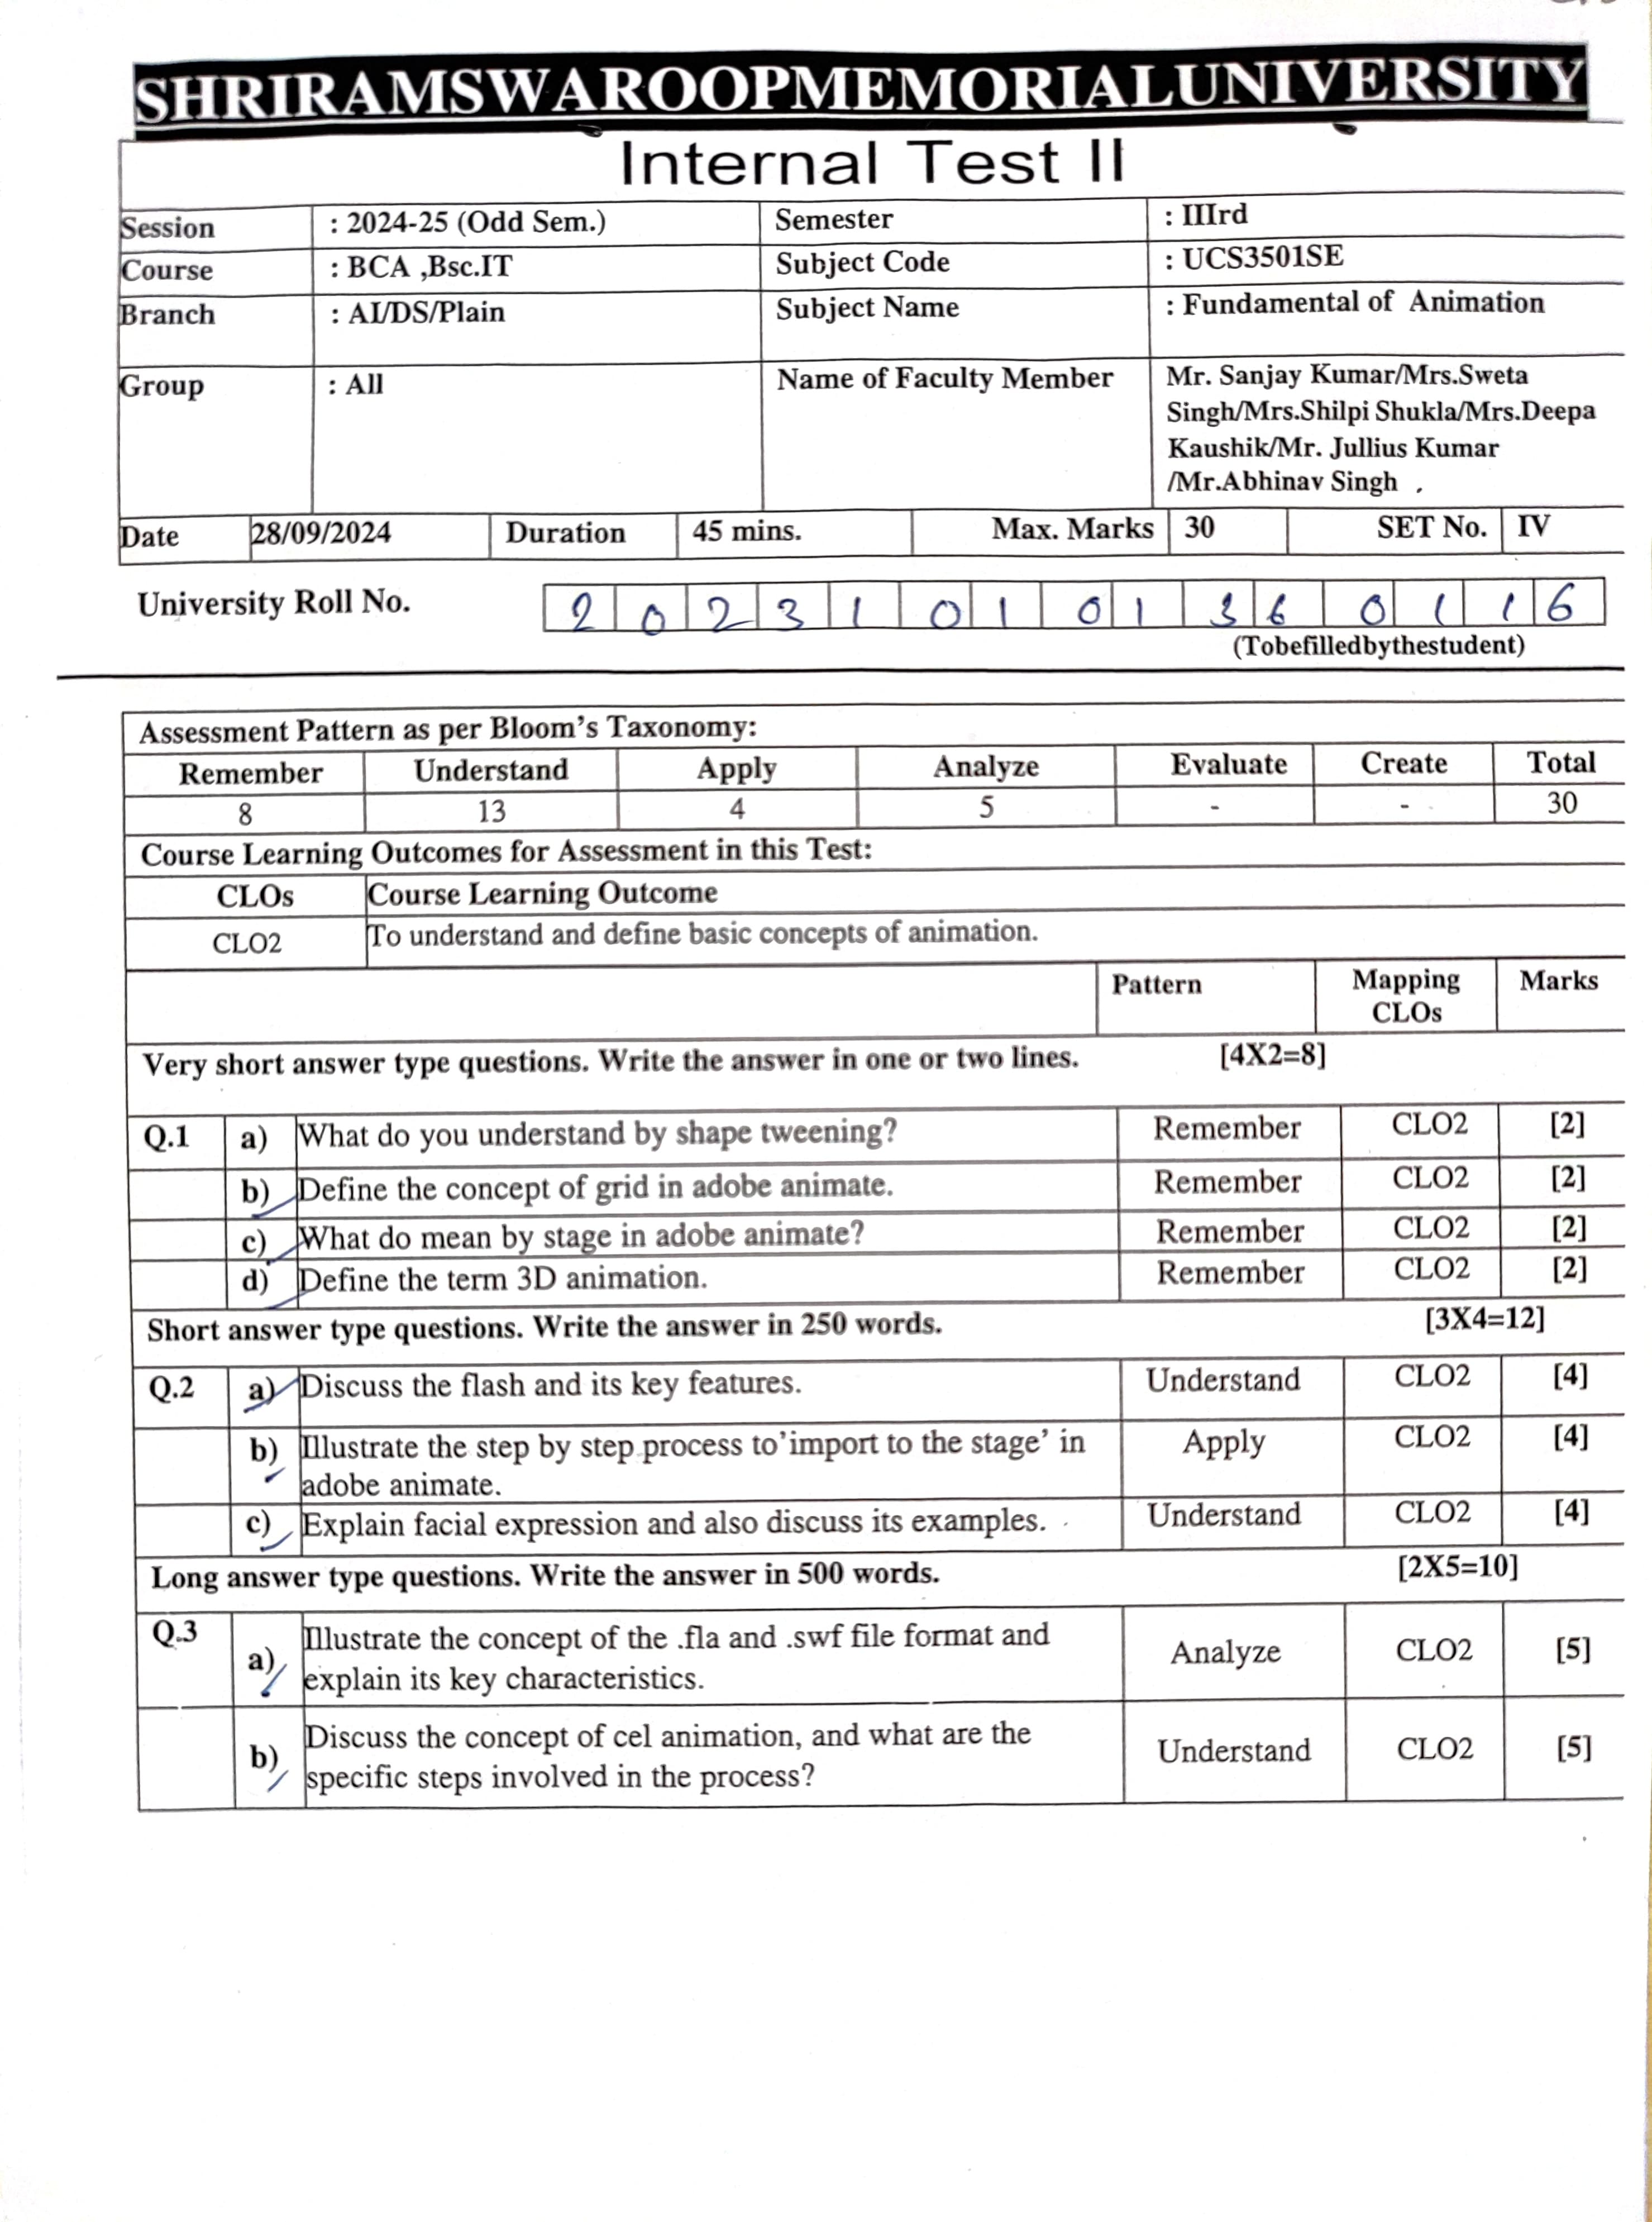 SHRIRAMSWAROOPMEMORIALUNIVERSITY
Internal Test II
Session : 2024-25 (Odd Sem.) Semester : IIIrd
Course : BCA ,Bsc.IT Subject Code : UCS3501SE
Branch : AI/DS/Plain Subject Name : Fundamental of Animation
Group : All Name of Faculty Member Mr. Sanjay Kumar/Mrs.Sweta
Singh/Mrs.Shilpi Shukla/Mrs.Deepa
Kaushik/Mr. Jullius Kumar
/Mr.Abhinav Singh .
Date 28/09/2024 Duration 45 mins. Max. Marks 30 SET No. IV
University Roll No. 2 0 2 3 1 0 1 0 1 3 6 0 1 1 6
(Tobefilledbythestudent)
Assessment Pattern as per Bloom's Taxonomy:
Remember Understand Apply Analyze Evaluate Create Total
8 13 4 5 - - 30
Course Learning Outcomes for Assessment in this Test:
CLOs Course Learning Outcome
CLO2 To understand and define basic concepts of animation.
Pattern Mapping CLOs Marks
Very short answer type questions. Write the answer in one or two lines. [4X2=8]
Q.1 a) What do you understand by shape tweening? Remember CLO2 [2]
b) Define the concept of grid in adobe animate. Remember CLO2 [2]
c) What do mean by stage in adobe animate? Remember CLO2 [2]
d) Define the term 3D animation. Remember CLO2 [2]
Short answer type questions. Write the answer in 250 words. [3X4=12]
Q.2 a) Discuss the flash and its key features. Understand CLO2 [4]
b) Illustrate the step by step process to'import to the stage' in Apply CLO2 [4]
adobe animate.
c) Explain facial expression and also discuss its examples. Understand CLO2 [4]
Long answer type questions. Write the answer in 500 words. [2X5=10]
Q.3 a) Illustrate the concept of the .fla and .swf file format and Analyze CLO2 [5]
explain its key characteristics.
b) Discuss the concept of cel animation, and what are the Understand CLO2 [5]
specific steps involved in the process?